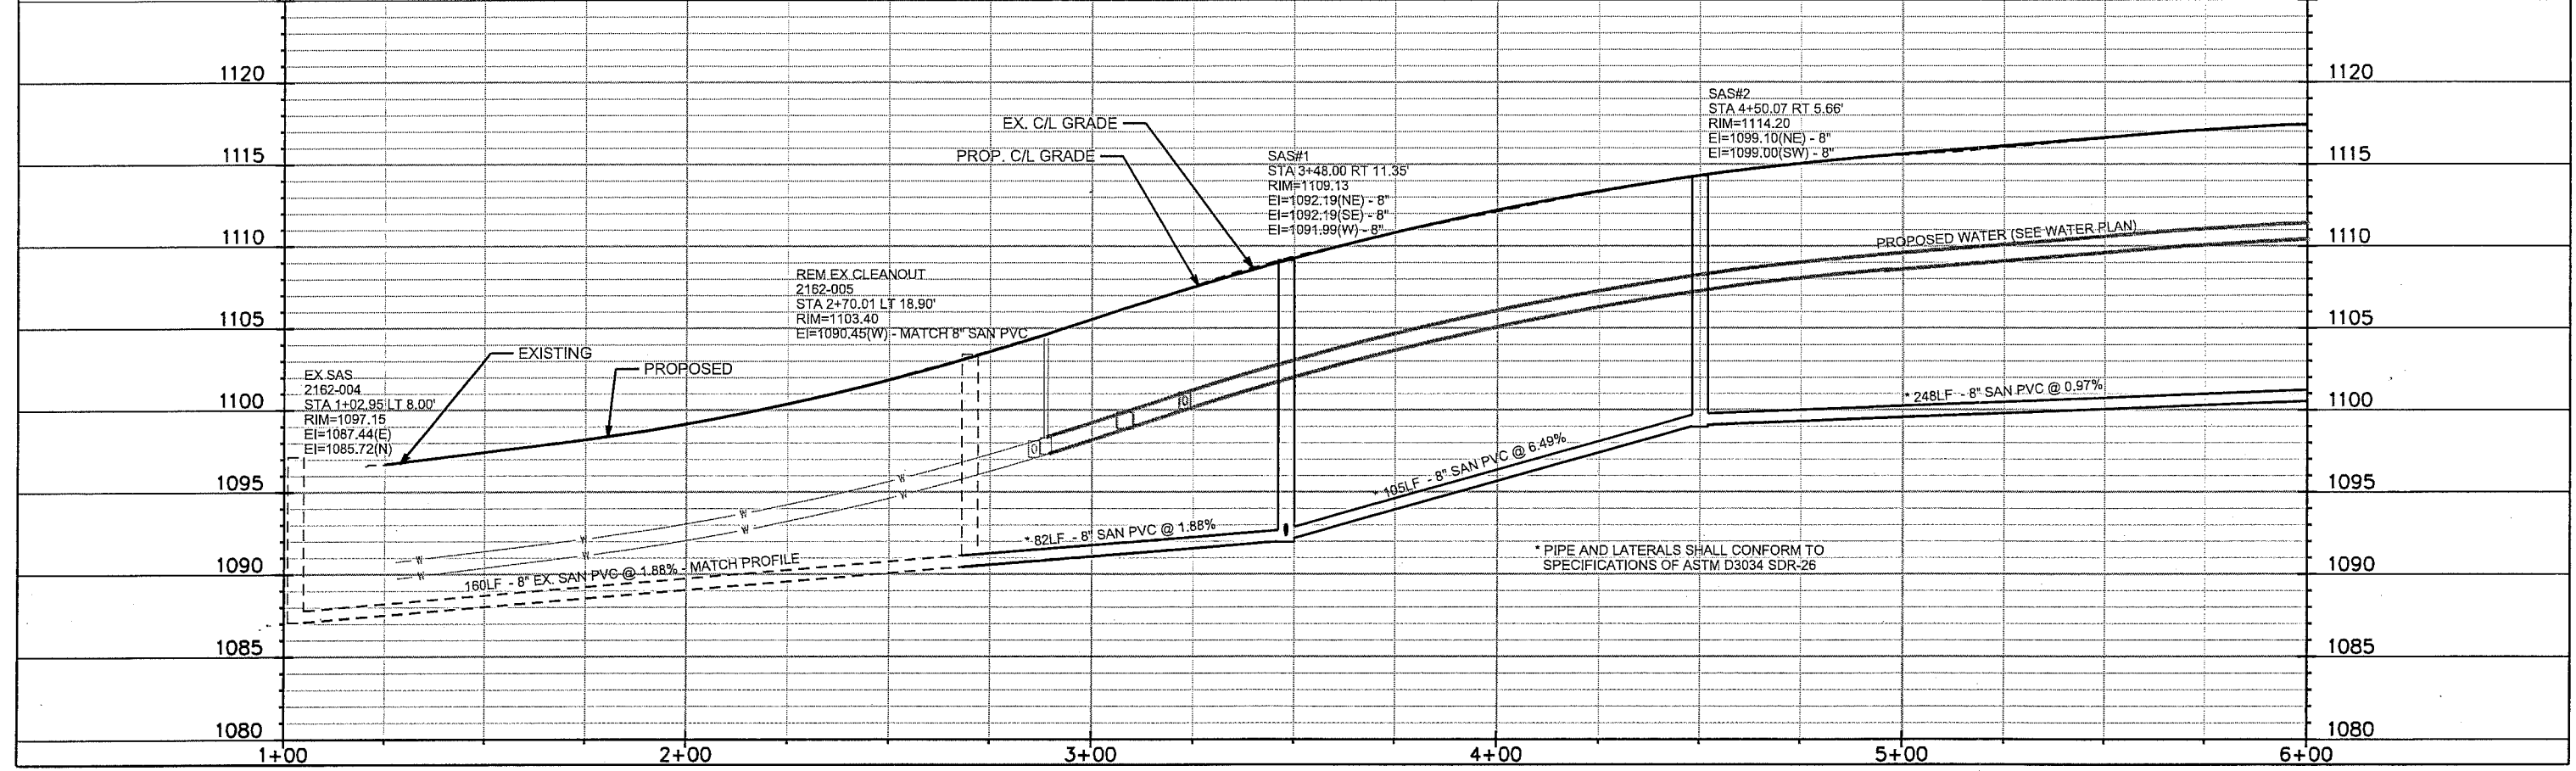 1120
1120
SAS#2
STA 4+50.07 RT 5.66'
RIM=1114.20
EI=1099.10(NE) - 8"
EI=1099.00(SW) - 8"
EX. C/L GRADE
PROP. C/L GRADE
1115
1115
SAS#1
STA 3+48.00 RT 11.35'
RIM=1109.13
EI=1092.19(NE) - 8"
EI=1092.19(SE) - 8"
EI=1091.99(W) - 8"
1110
1110
PROPOSED WATER (SEE WATER PLAN)
REM EX CLEANOUT
2162-005
STA 2+70.01 LT 18.90'
RIM=1103.40
EI=1090.45(W) - MATCH 8" SAN PVC
1105
1105
EXISTING
PROPOSED
EX SAS
2162-004
STA 1+02.95 LT 8.00'
RIM=1097.15
EI=1087.44(E)
EI=1085.72(N)
1100
1100
* 248LF - 8" SAN PVC @ 0.97%
* 105LF - 8" SAN PVC @ 6.49%
1095
1095
W
W
W
W
W
W
W
W
* 82LF - 8" SAN PVC @ 1.88%
160LF - 8" EX. SAN PVC @ 1.88% - MATCH PROFILE
* PIPE AND LATERALS SHALL CONFORM TO
SPECIFICATIONS OF ASTM D3034 SDR-26
1090
1090
1085
1085
1080
1080
1+00
2+00
3+00
4+00
5+00
6+00